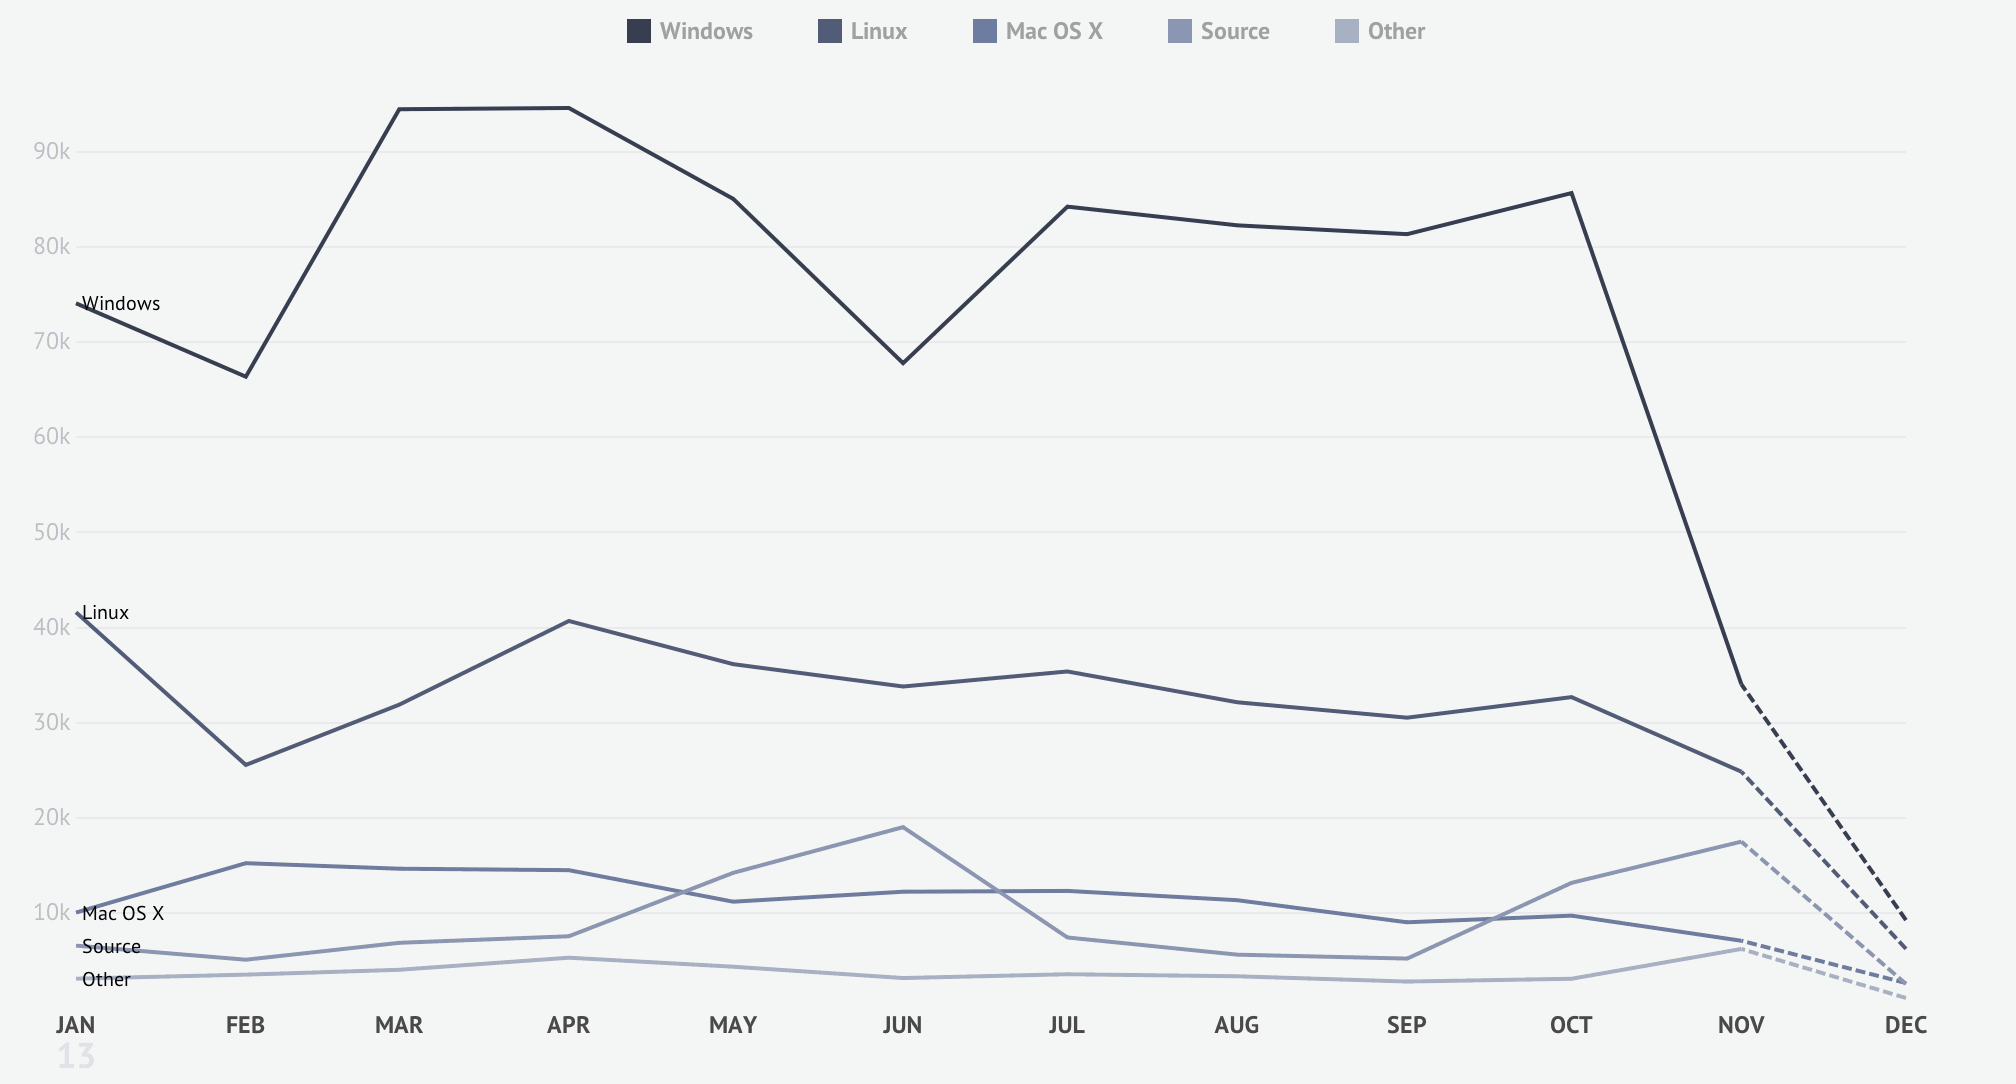 Windows Linux Mac OS X Source Other
90k
80k
Windows
70k
60k
50k
Linux
40k
30k
20k
10k
Mac OS X
Source
Other
JAN FEB MAR APR MAY JUN JUL AUG SEP OCT NOV DEC
13